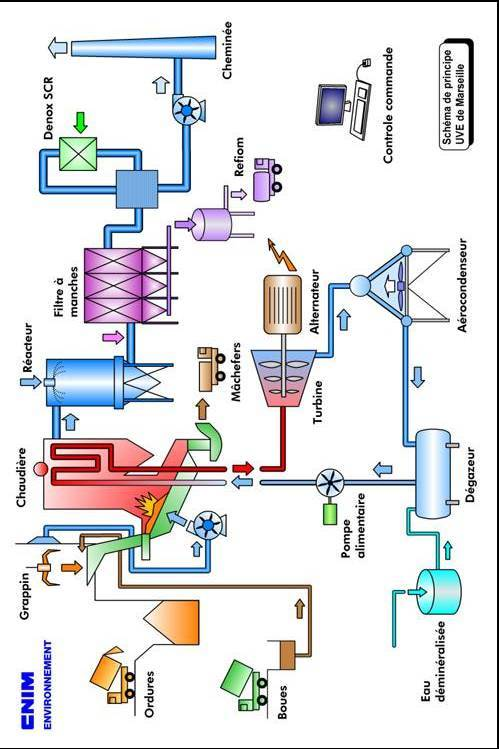 CNIM
ENVIRONNEMENT
Grappin
Chaudière
Réacteur
Filtre à
manches
Denox SCR
Cheminée
Ordures
Mâchefers
Refiom
Boues
Pompe
alimentaire
Turbine
Alternateur
Controle commande
Eau
déminéralisée
Dégazeur
Aérocondenseur
Schéma de principe
UVE de Marseille